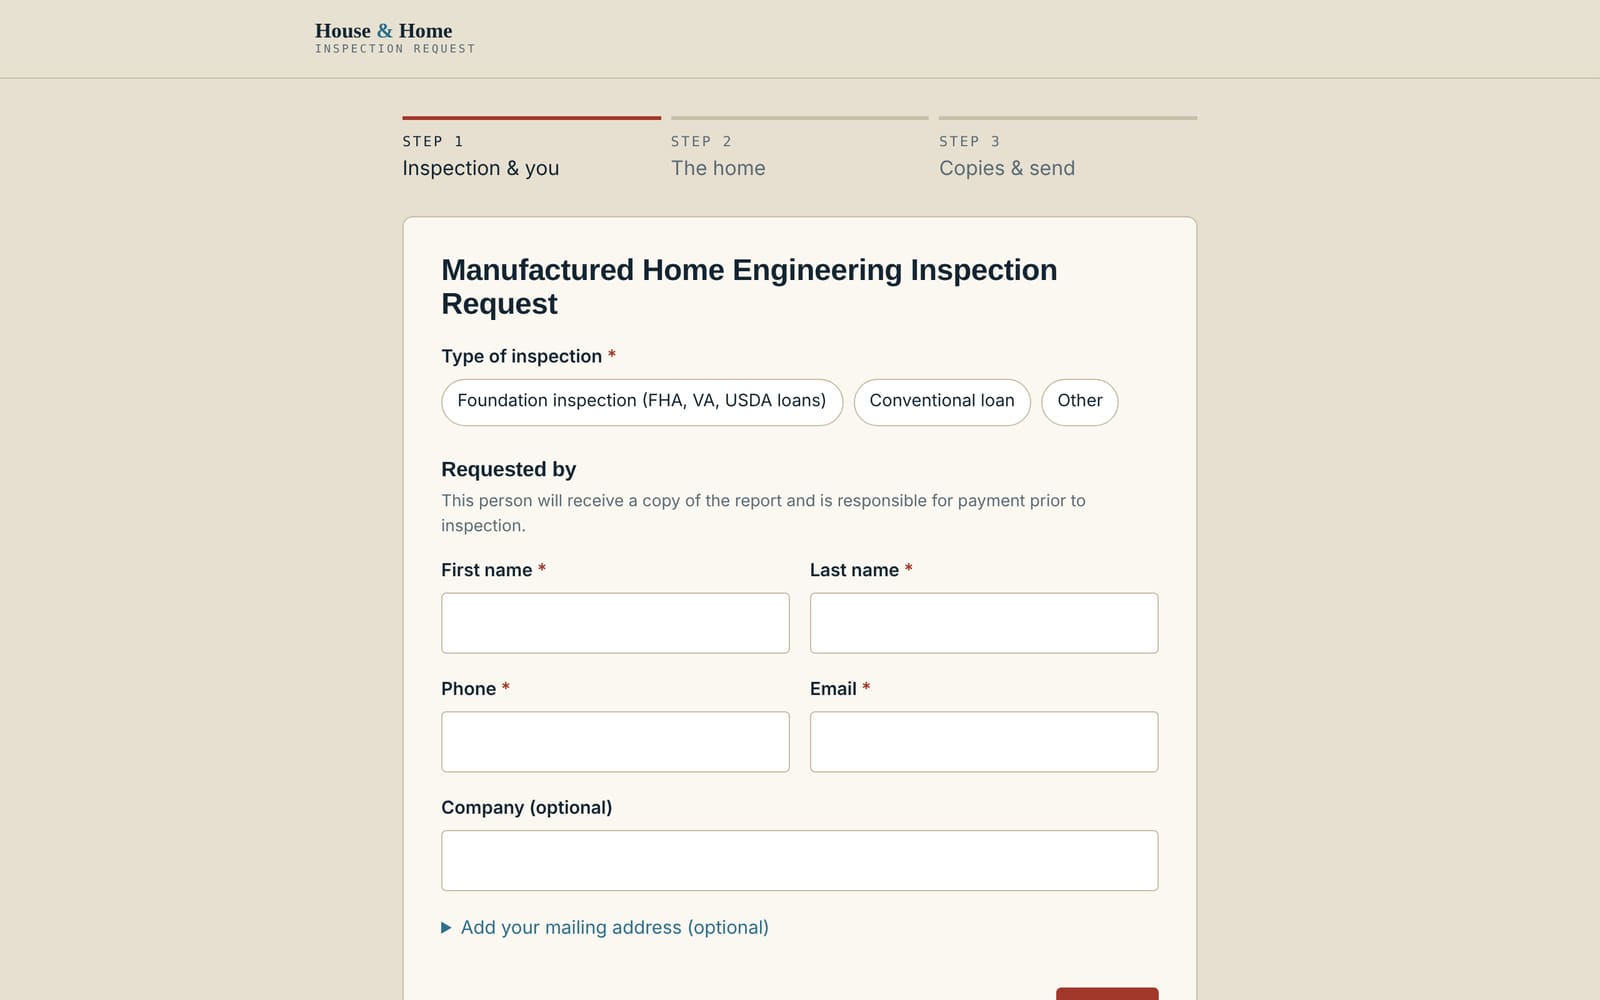 House & Home
INSPECTION REQUEST
STEP 1
Inspection & you
STEP 2
The home
STEP 3
Copies & send
Manufactured Home Engineering Inspection
Request
Type of inspection *
Foundation inspection (FHA, VA, USDA loans)
Conventional loan
Other
Requested by
This person will receive a copy of the report and is responsible for payment prior to
inspection.
First name *
Last name *
Phone *
Email *
Company (optional)
▶ Add your mailing address (optional)